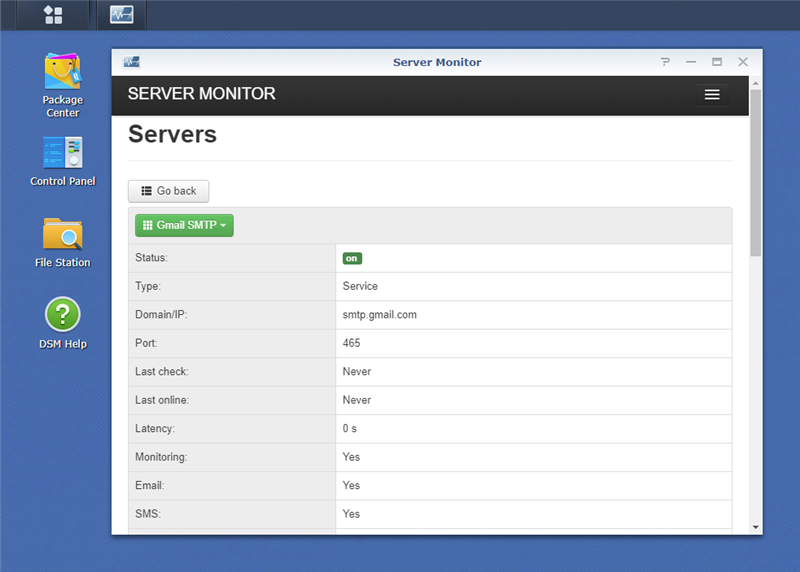 Server Monitor
Package
Center
Control Panel
File Station
DSM Help
SERVER MONITOR
Servers
Go back
Gmail SMTP
Status: on
Type: Service
Domain/IP: smtp.gmail.com
Port: 465
Last check: Never
Last online: Never
Latency: 0 s
Monitoring: Yes
Email: Yes
SMS: Yes